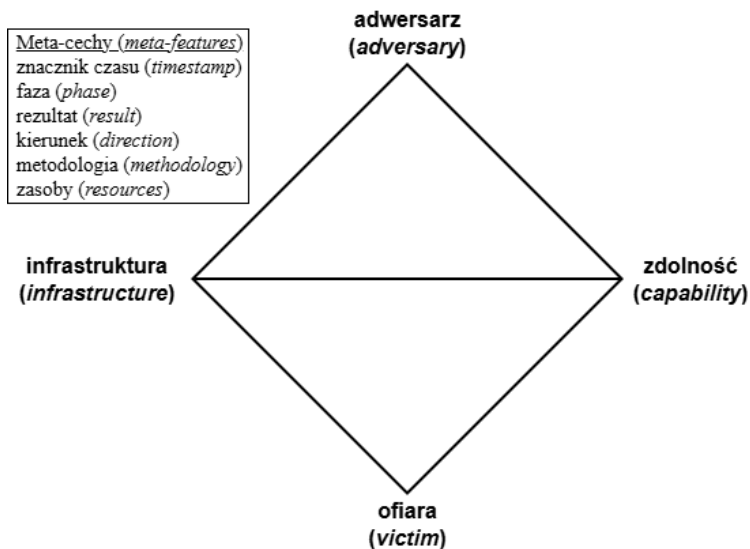 Meta-cechy (meta-features)
znacznik czasu (timestamp)
faza (phase)
rezultat (result)
kierunek (direction)
metodologia (methodology)
zasoby (resources)
adwersarz
(adversary)
infrastruktura
(infrastructure)
zdolność
(capability)
ofiara
(victim)